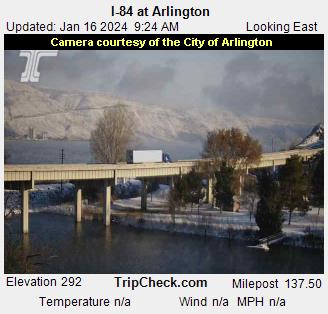 I-84 at Arlington
Updated: Jan 16 2024 9:24 AM Looking East
Camera courtesy of the City of Arlington
Elevation 292 TripCheck.com Milepost 137.50
Temperature n/a Wind n/a MPH n/a